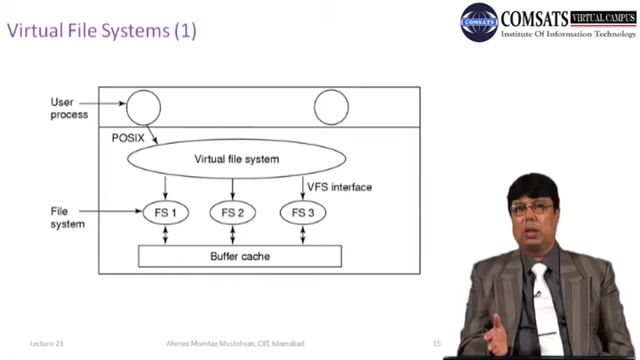 Virtual File Systems (1)
COMSATS
COMSATS VIRTUAL CAMPUS
Institute Of Information Technology
User
process
POSIX
Virtual file system
VFS interface
File
system
FS 1
FS 2
FS 3
Buffer cache
Lecture-21
Ahmed Mumtaz Mustehsan, CIIT, Islamabad
15